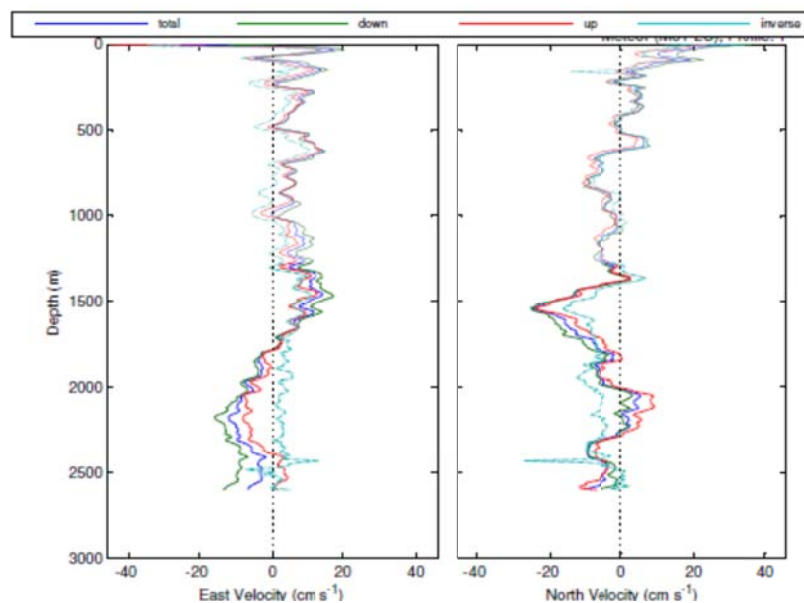 total down up inverse
0
500
1000
1500
2000
2500
3000
Depth (m)
-40 -20 0 20 40
East Velocity (cm s⁻¹)
-40 -20 0 20 40
North Velocity (cm s⁻¹)